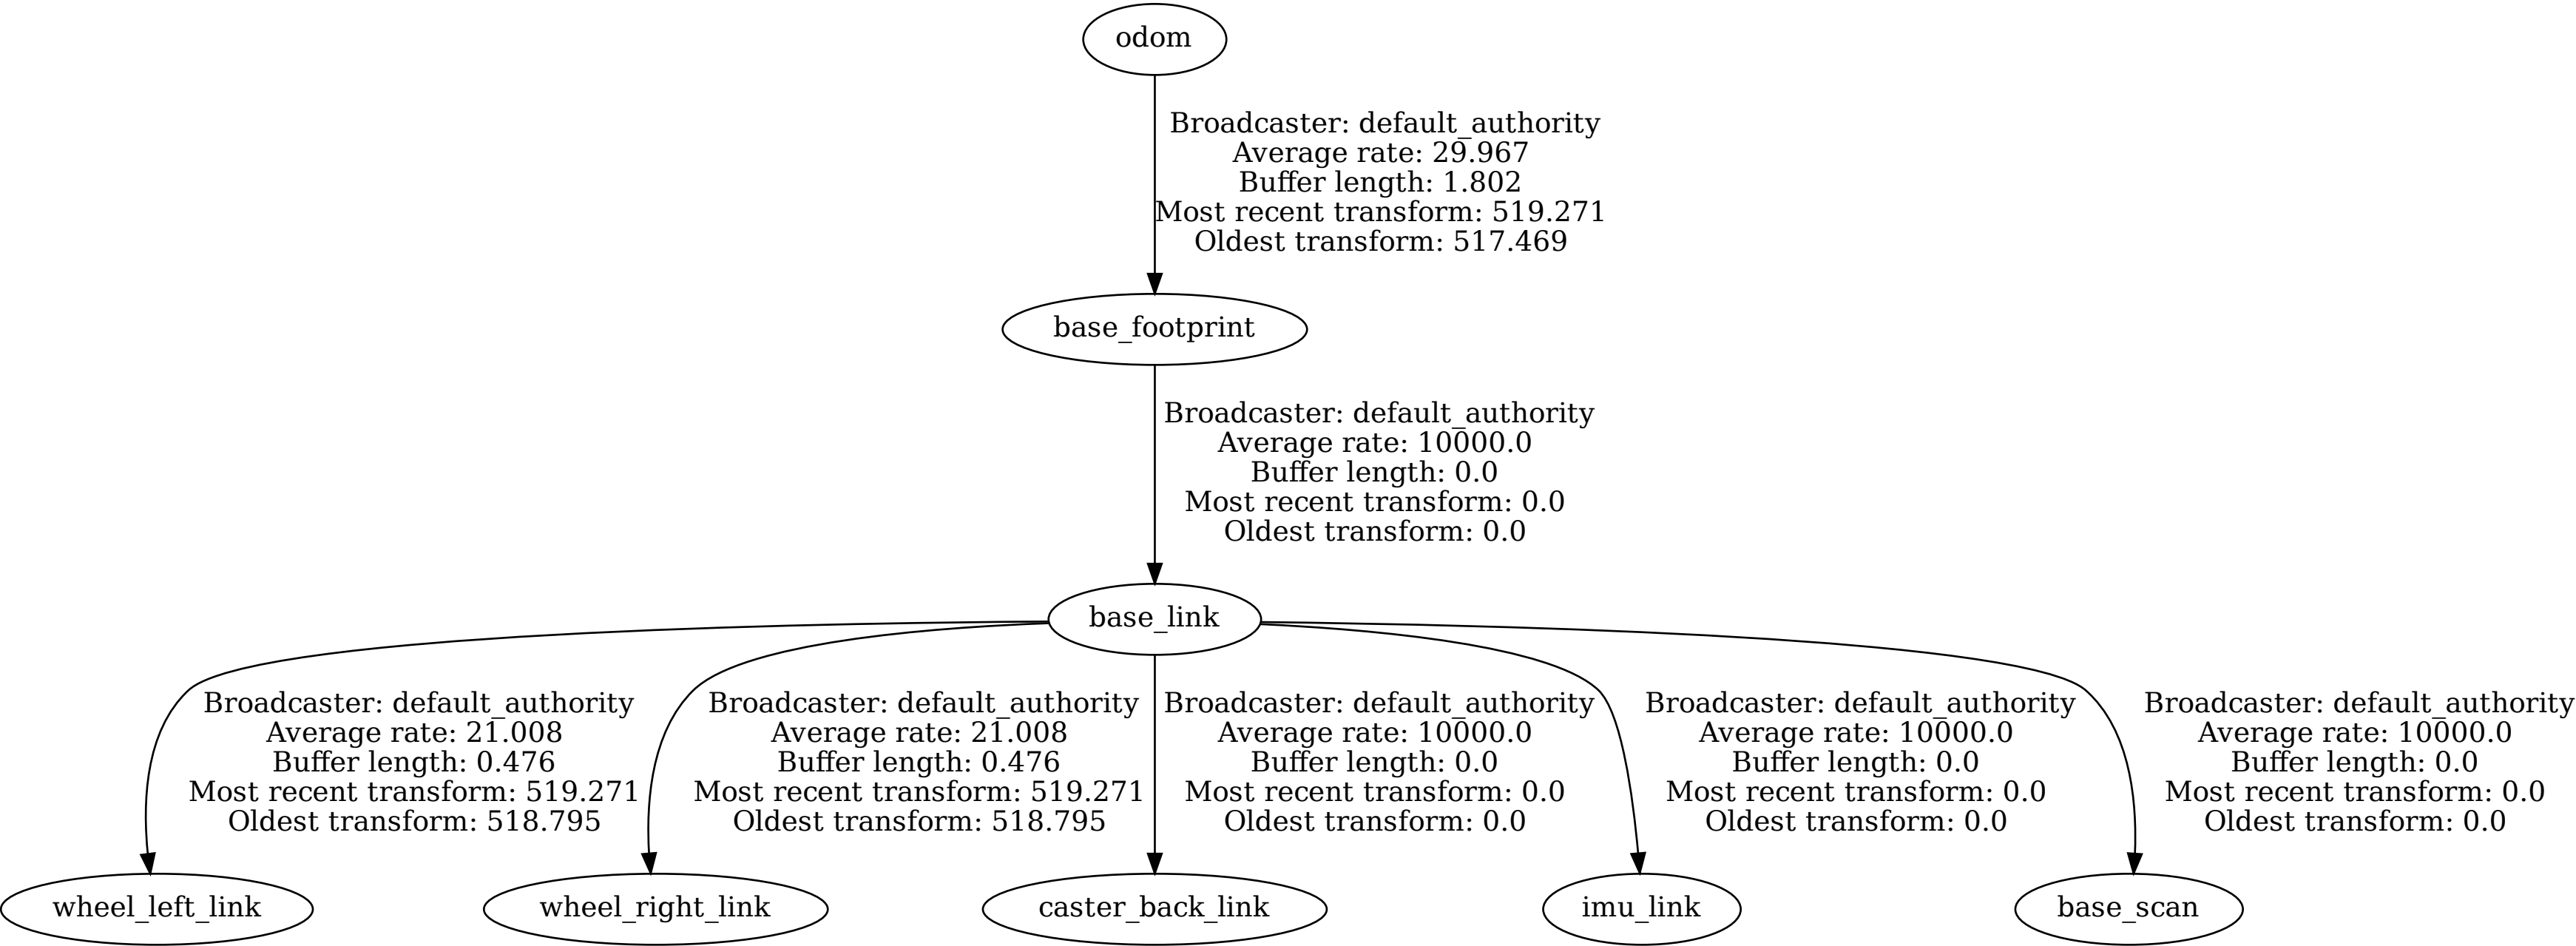 odom
Broadcaster: default_authority
Average rate: 29.967
Buffer length: 1.802
Most recent transform: 519.271
Oldest transform: 517.469
base_footprint
Broadcaster: default_authority
Average rate: 10000.0
Buffer length: 0.0
Most recent transform: 0.0
Oldest transform: 0.0
base_link
Broadcaster: default_authority
Average rate: 21.008
Buffer length: 0.476
Most recent transform: 519.271
Oldest transform: 518.795
Broadcaster: default_authority
Average rate: 21.008
Buffer length: 0.476
Most recent transform: 519.271
Oldest transform: 518.795
Broadcaster: default_authority
Average rate: 10000.0
Buffer length: 0.0
Most recent transform: 0.0
Oldest transform: 0.0
Broadcaster: default_authority
Average rate: 10000.0
Buffer length: 0.0
Most recent transform: 0.0
Oldest transform: 0.0
Broadcaster: default_authority
Average rate: 10000.0
Buffer length: 0.0
Most recent transform: 0.0
Oldest transform: 0.0
wheel_left_link
wheel_right_link
caster_back_link
imu_link
base_scan